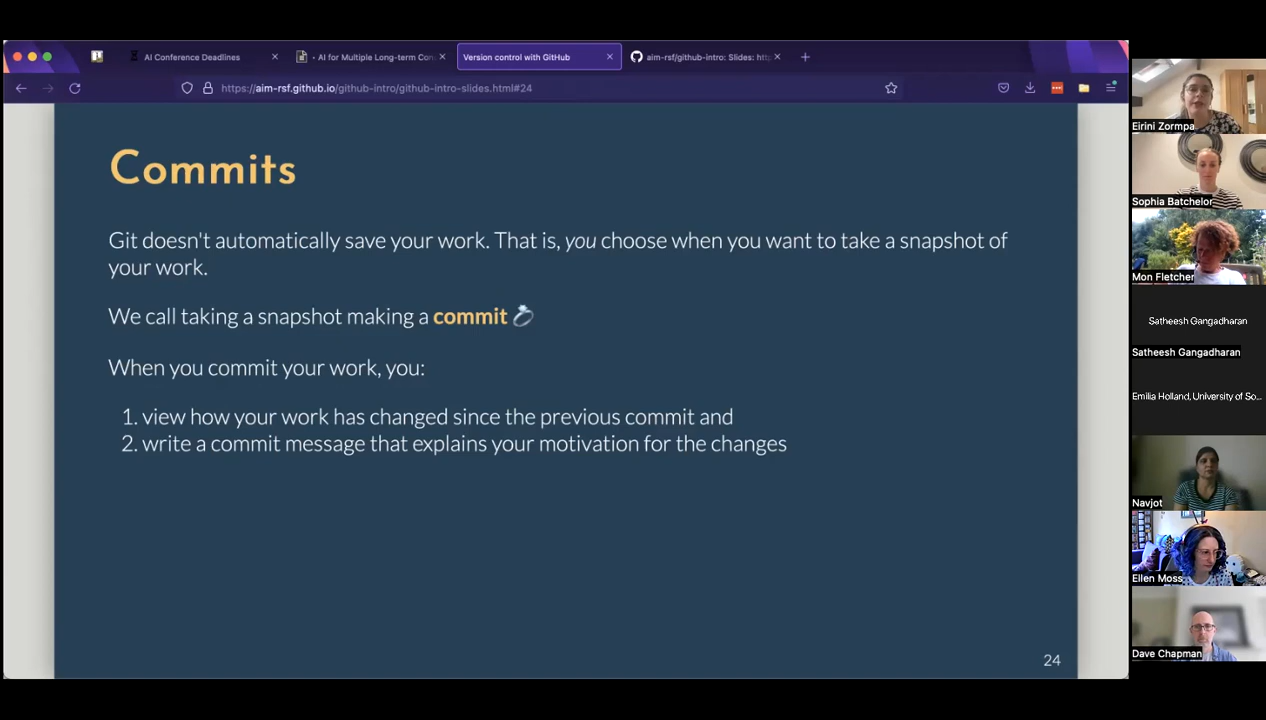 AI Conference Deadlines
AI for Multiple Long-term Con
Version control with GitHub
aim-rsf/github-intro: Slides: http
https://aim-rsf.github.io/github-intro/github-intro-slides.html#24
Commits
Git doesn't automatically save your work. That is, you choose when you want to take a snapshot of
your work.
We call taking a snapshot making a commit 💍
When you commit your work, you:
1. view how your work has changed since the previous commit and
2. write a commit message that explains your motivation for the changes
24
Eirini Zormpa
Sophia Batchelor
Mon Fletcher
Satheesh Gangadharan
Satheesh Gangadharan
Emilia Holland, University of So...
Navjot
Ellen Moss
Dave Chapman